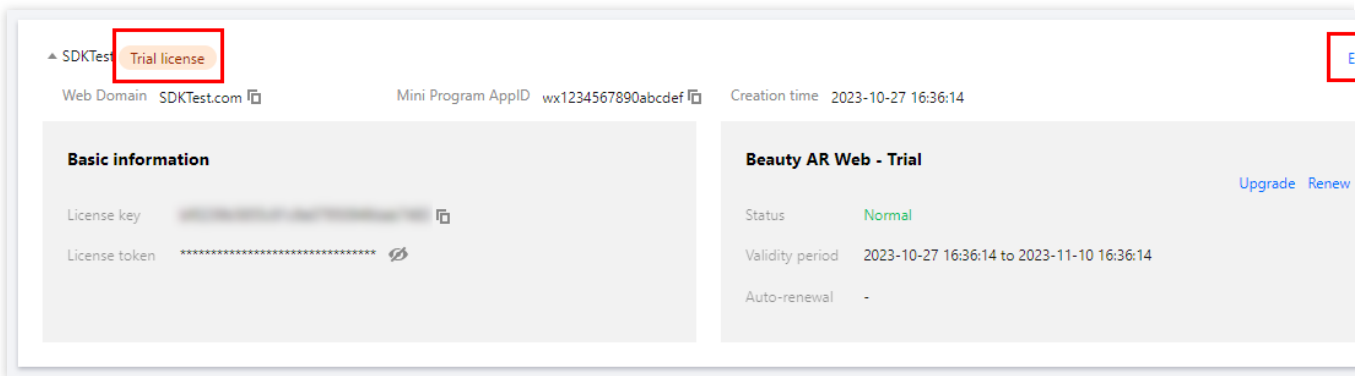 SDKTest Trial license E
Web Domain SDKTest.com Mini Program AppID wx1234567890abcdef Creation time 2023-10-27 16:36:14
Basic information
License key
License token ********************************
Beauty AR Web - Trial
Upgrade Renew
Status Normal
Validity period 2023-10-27 16:36:14 to 2023-11-10 16:36:14
Auto-renewal -